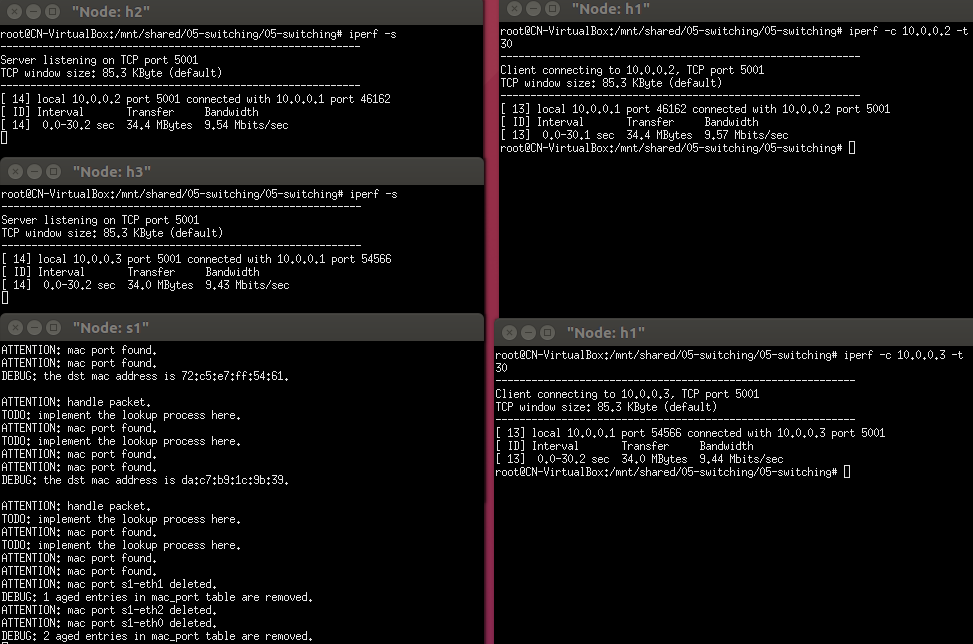 "Node: h2"
root@CN-VirtualBox:/mnt/shared/05-switching/05-switching# iperf -s
------------------------------------------------------------
Server listening on TCP port 5001
TCP window size: 85.3 KByte (default)
------------------------------------------------------------
[ 14] local 10.0.0.2 port 5001 connected with 10.0.0.1 port 46162
[ ID] Interval       Transfer     Bandwidth
[ 14]  0.0-30.2 sec  34.4 MBytes  9.54 Mbits/sec
"Node: h3"
root@CN-VirtualBox:/mnt/shared/05-switching/05-switching# iperf -s
------------------------------------------------------------
Server listening on TCP port 5001
TCP window size: 85.3 KByte (default)
------------------------------------------------------------
[ 14] local 10.0.0.3 port 5001 connected with 10.0.0.1 port 54566
[ ID] Interval       Transfer     Bandwidth
[ 14]  0.0-30.2 sec  34.0 MBytes  9.43 Mbits/sec
"Node: s1"
ATTENTION: mac port found.
ATTENTION: mac port found.
DEBUG: the dst mac address is 72:c5:e7:ff:54:61.
ATTENTION: handle packet.
TODO: implement the lookup process here.
ATTENTION: mac port found.
TODO: implement the lookup process here.
ATTENTION: mac port found.
ATTENTION: mac port found.
DEBUG: the dst mac address is da:c7:b9:1c:9b:39.
ATTENTION: handle packet.
TODO: implement the lookup process here.
ATTENTION: mac port found.
TODO: implement the lookup process here.
ATTENTION: mac port found.
ATTENTION: mac port found.
ATTENTION: mac port s1-eth1 deleted.
DEBUG: 1 aged entries in mac_port table are removed.
ATTENTION: mac port s1-eth2 deleted.
ATTENTION: mac port s1-eth0 deleted.
DEBUG: 2 aged entries in mac_port table are removed.
"Node: h1"
root@CN-VirtualBox:/mnt/shared/05-switching/05-switching# iperf -c 10.0.0.2 -t
30
------------------------------------------------------------
Client connecting to 10.0.0.2, TCP port 5001
TCP window size: 85.3 KByte (default)
------------------------------------------------------------
[ 13] local 10.0.0.1 port 46162 connected with 10.0.0.2 port 5001
[ ID] Interval       Transfer     Bandwidth
[ 13]  0.0-30.1 sec  34.4 MBytes  9.57 Mbits/sec
root@CN-VirtualBox:/mnt/shared/05-switching/05-switching#
"Node: h1"
root@CN-VirtualBox:/mnt/shared/05-switching/05-switching# iperf -c 10.0.0.3 -t
30
------------------------------------------------------------
Client connecting to 10.0.0.3, TCP port 5001
TCP window size: 85.3 KByte (default)
------------------------------------------------------------
[ 13] local 10.0.0.1 port 54566 connected with 10.0.0.3 port 5001
[ ID] Interval       Transfer     Bandwidth
[ 13]  0.0-30.2 sec  34.0 MBytes  9.44 Mbits/sec
root@CN-VirtualBox:/mnt/shared/05-switching/05-switching#